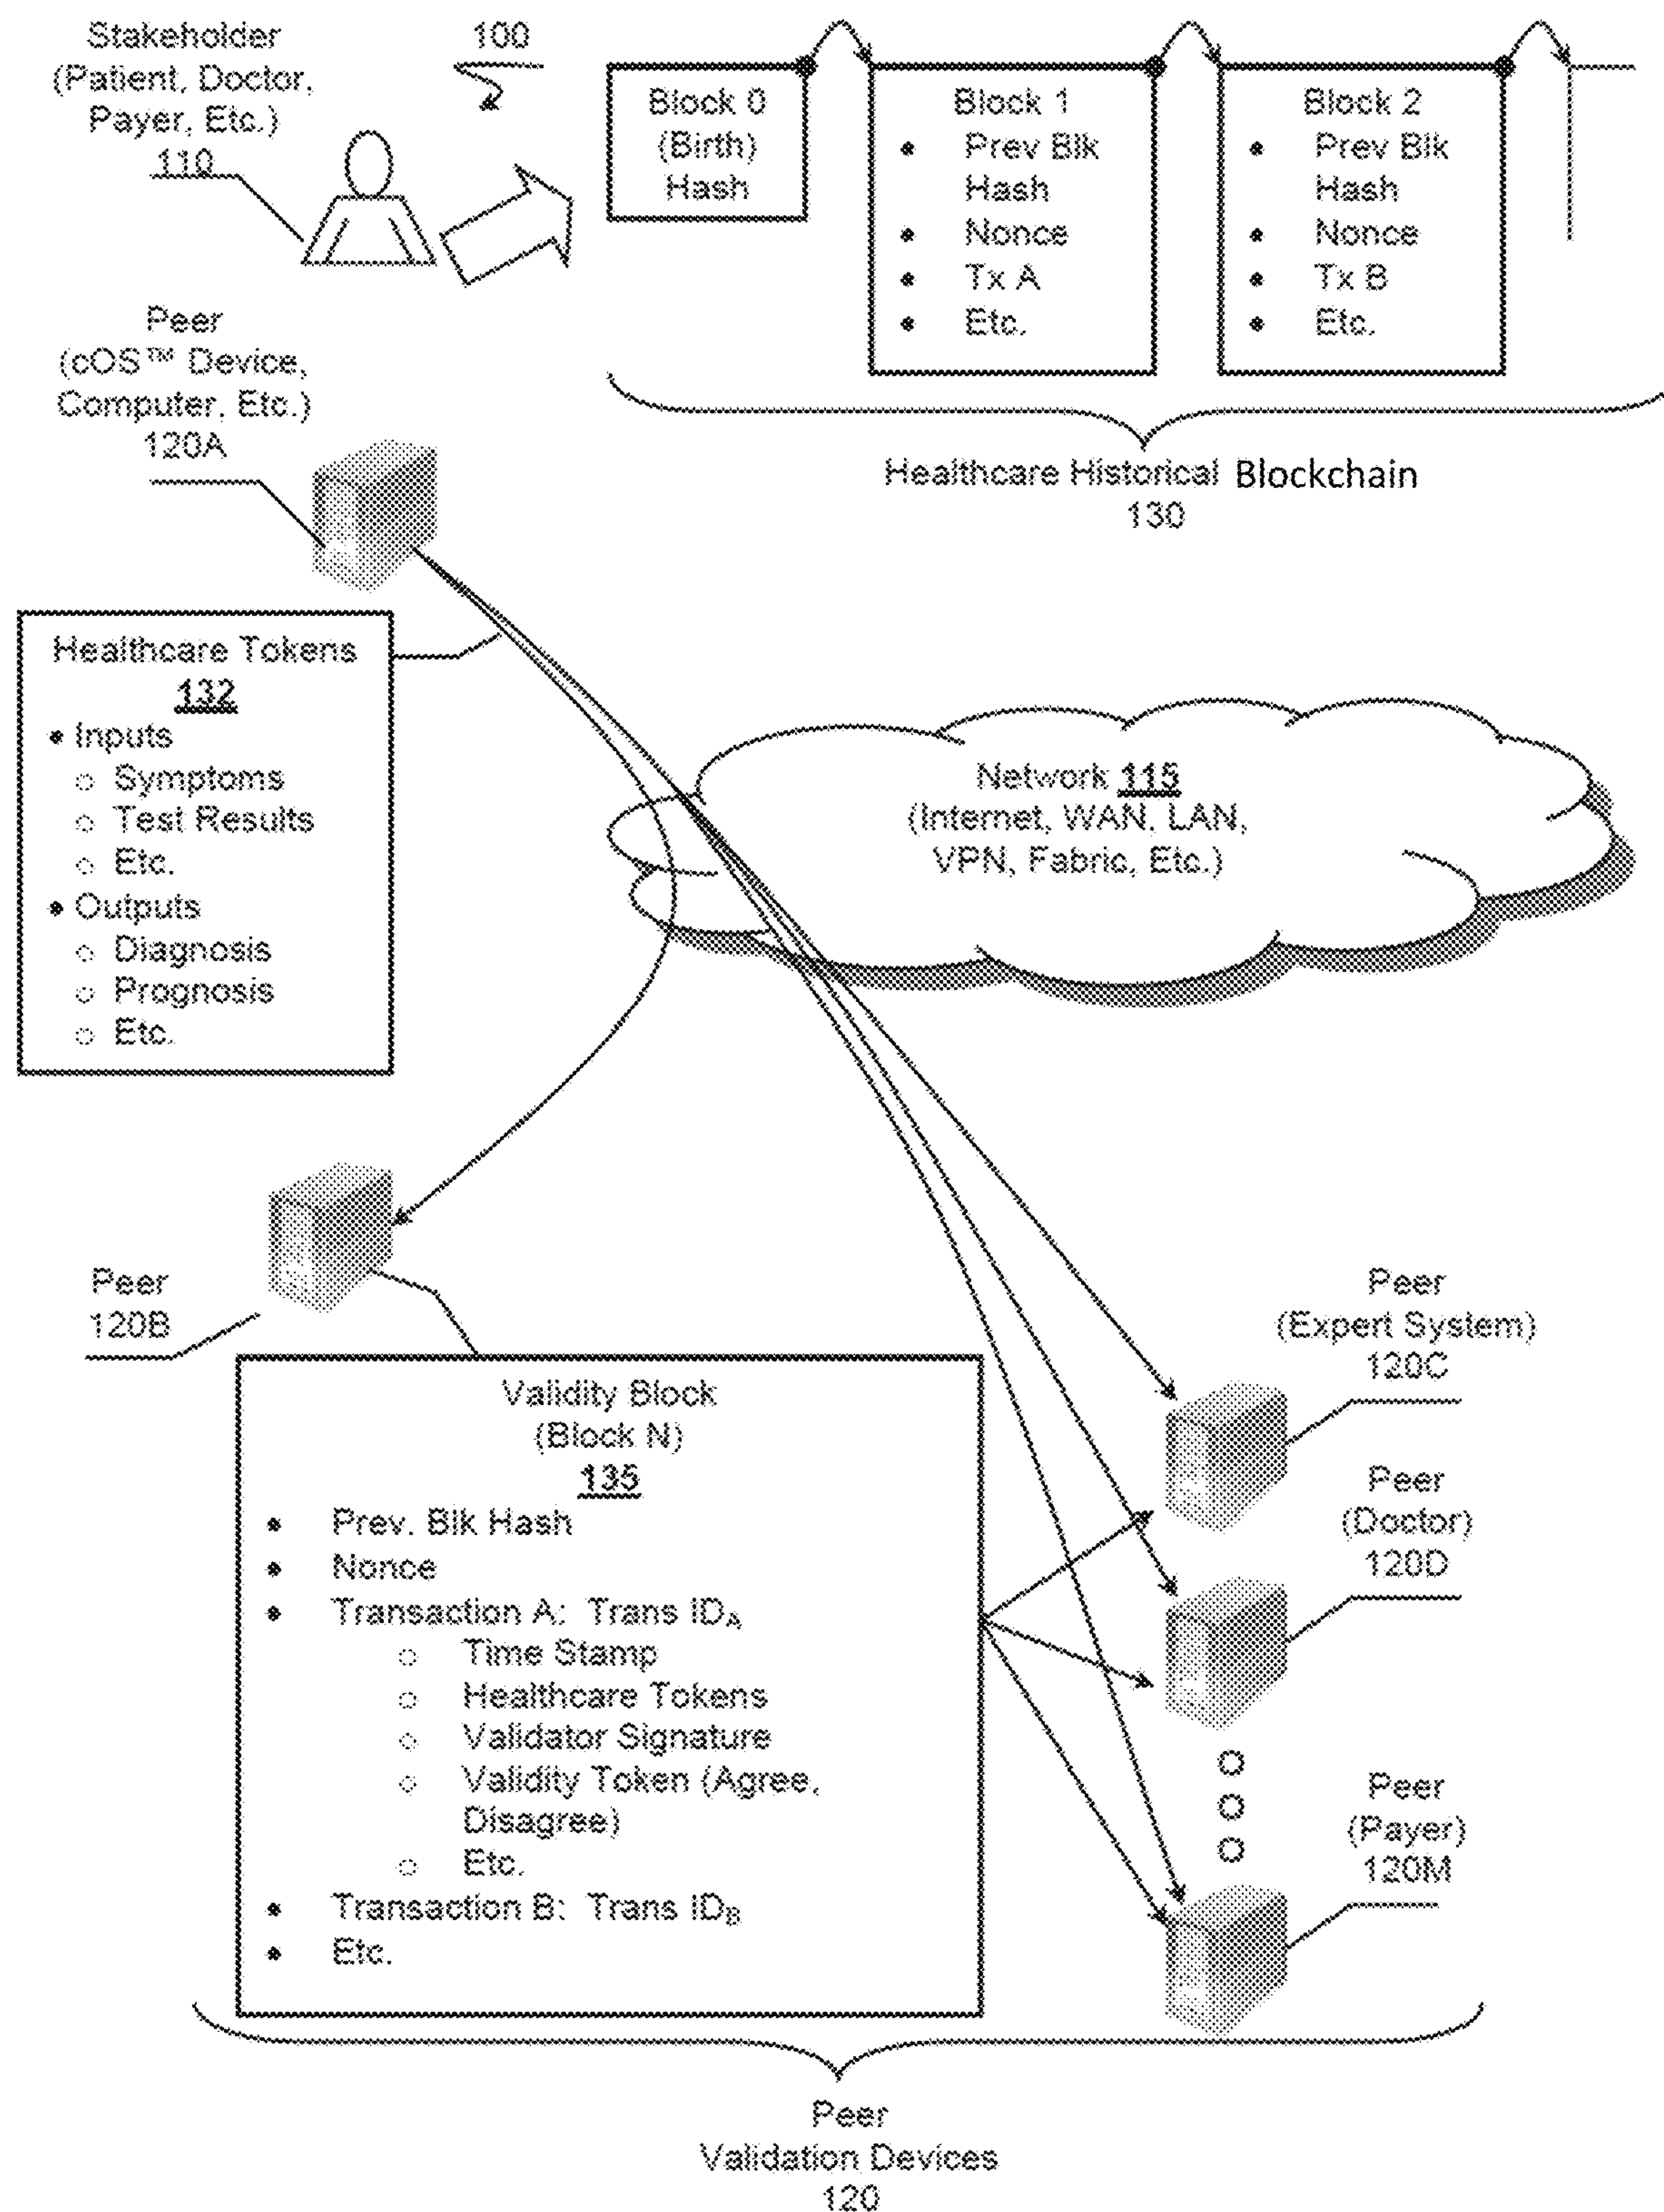 Stakeholder
(Patient, Doctor,
Payer, Etc.)
110
100
Block 0
(Birth)
Hash
Block 1
• Prev Blk
Hash
• Nonce
• Tx A
• Etc.
Block 2
• Prev Blk
Hash
• Nonce
• Tx B
• Etc.
Healthcare Historical Blockchain
130
Peer
(cOS™ Device,
Computer, Etc.)
120A
Healthcare Tokens
132
• Inputs
○ Symptoms
○ Test Results
○ Etc.
• Outputs
○ Diagnosis
○ Prognosis
○ Etc.
Network 115
(Internet, WAN, LAN,
VPN, Fabric, Etc.)
Peer
120B
Validity Block
(Block N)
135
• Prev. Blk Hash
• Nonce
• Transaction A: Trans IDA
○ Time Stamp
○ Healthcare Tokens
○ Validator Signature
○ Validity Token (Agree,
Disagree)
○ Etc.
• Transaction B: Trans IDB
• Etc.
Peer
(Expert System)
120C
Peer
(Doctor)
120D
Peer
(Payer)
120M
Peer
Validation Devices
120